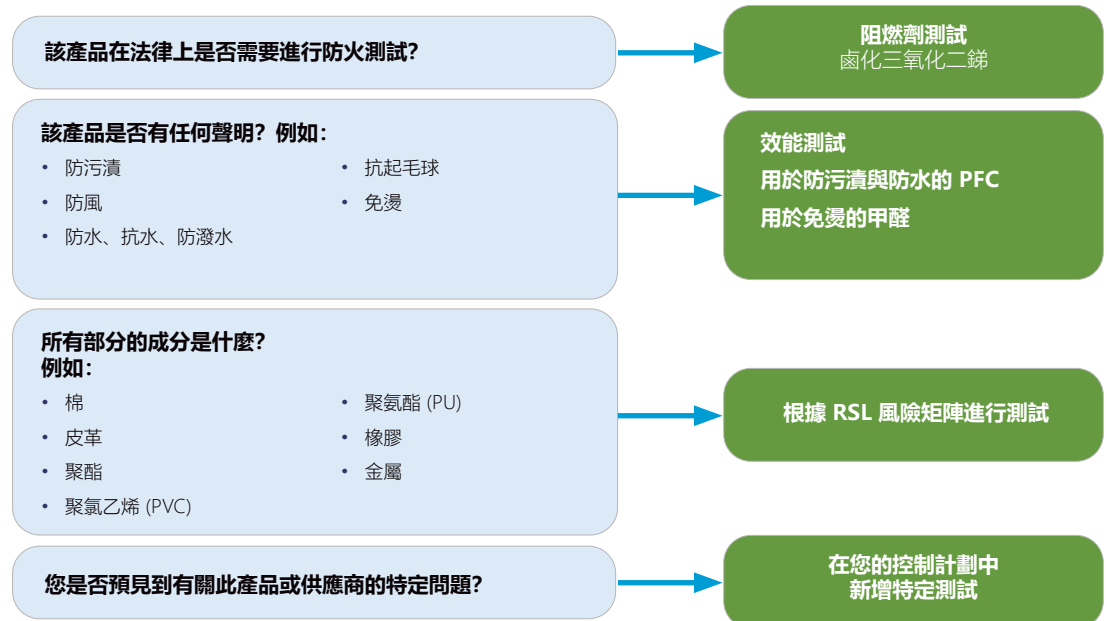 該產品在法律上是否需要進行防火測試？
阻燃劑測試
鹵化三氧化二銻
該產品是否有任何聲明？例如：
• 防污漬
• 抗起毛球
• 防風
• 免燙
• 防水、抗水、防潑水
效能測試
用於防污漬與防水的 PFC
用於免燙的甲醛
所有部分的成分是什麼？
例如：
• 棉
• 聚氨酯 (PU)
• 皮革
• 橡膠
• 聚酯
• 金屬
• 聚氯乙烯 (PVC)
根據 RSL 風險矩陣進行測試
您是否預見到有關此產品或供應商的特定問題？
在您的控制計劃中
新增特定測試